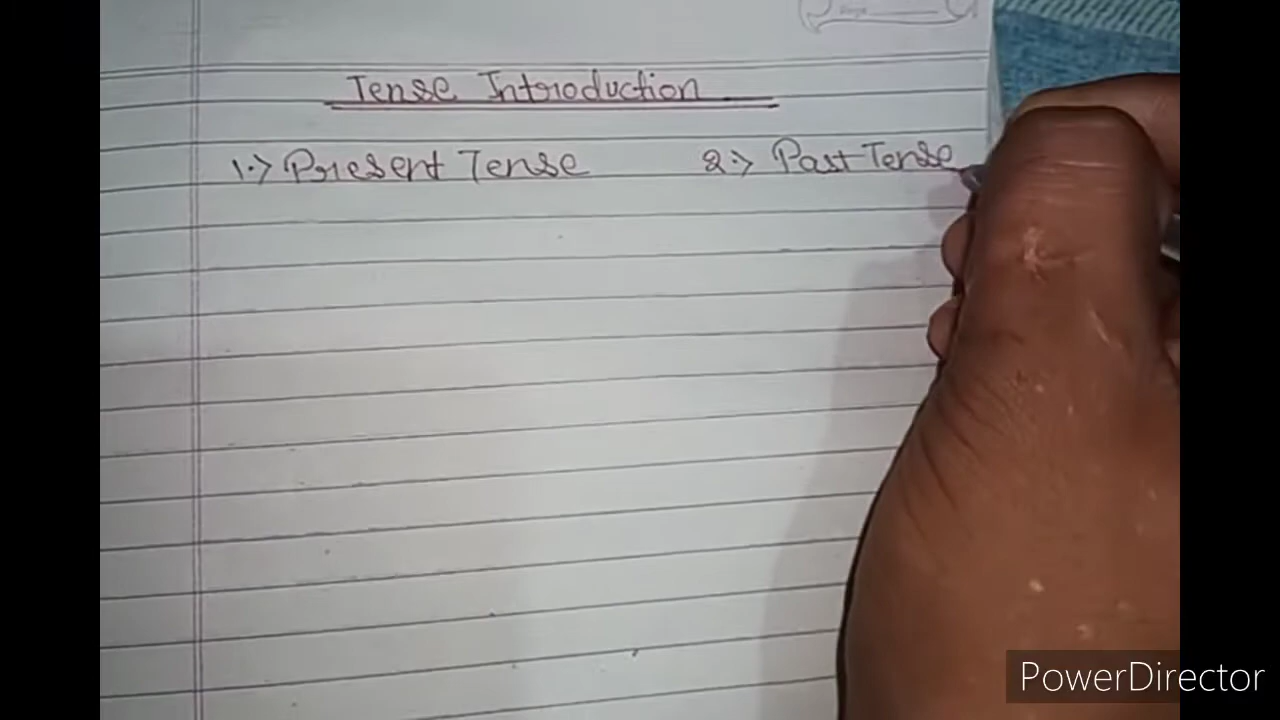 Tense Introduction
1.> Present Tense 2.> Past Tense
PowerDirector